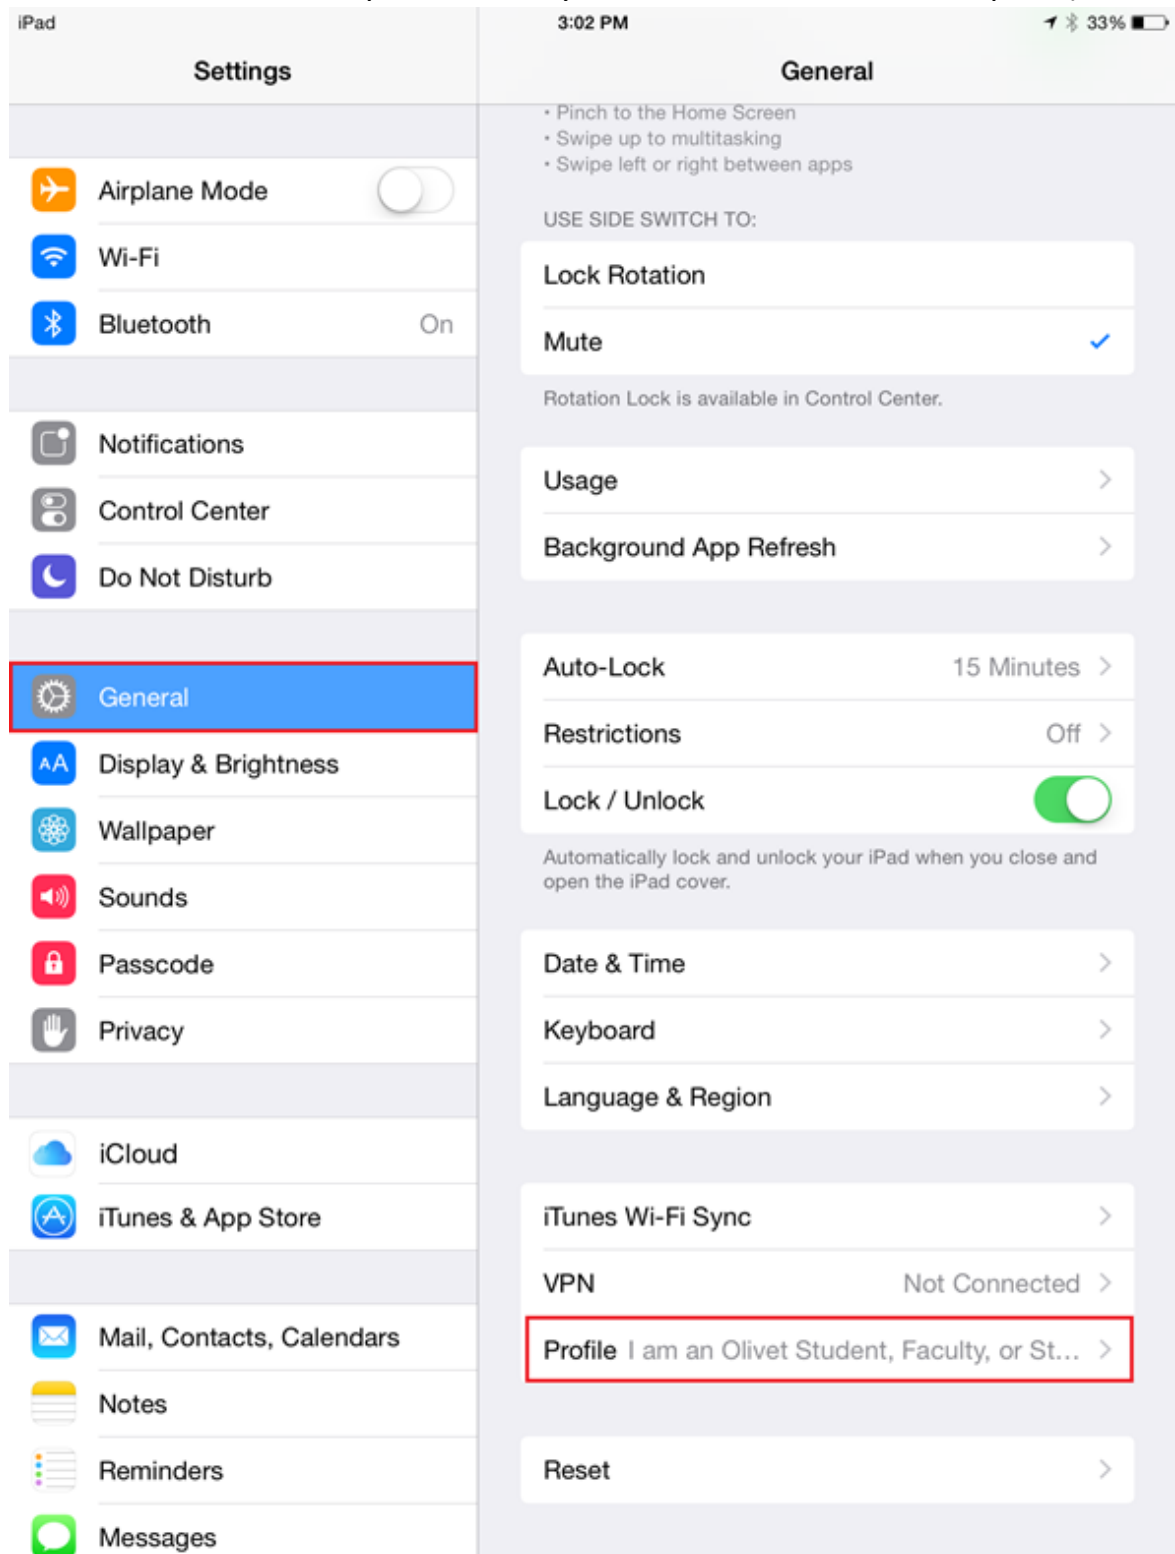 iPad
3:02 PM
33%
Settings
General
Airplane Mode
Wi-Fi
Bluetooth On
Notifications
Control Center
Do Not Disturb
General
AA Display & Brightness
Wallpaper
Sounds
Passcode
Privacy
iCloud
iTunes & App Store
Mail, Contacts, Calendars
Notes
Reminders
Messages
• Pinch to the Home Screen
• Swipe up to multitasking
• Swipe left or right between apps
USE SIDE SWITCH TO:
Lock Rotation
Mute
Rotation Lock is available in Control Center.
Usage
Background App Refresh
Auto-Lock 15 Minutes
Restrictions Off
Lock / Unlock
Automatically lock and unlock your iPad when you close and
open the iPad cover.
Date & Time
Keyboard
Language & Region
iTunes Wi-Fi Sync
VPN Not Connected
Profile I am an Olivet Student, Faculty, or St...
Reset